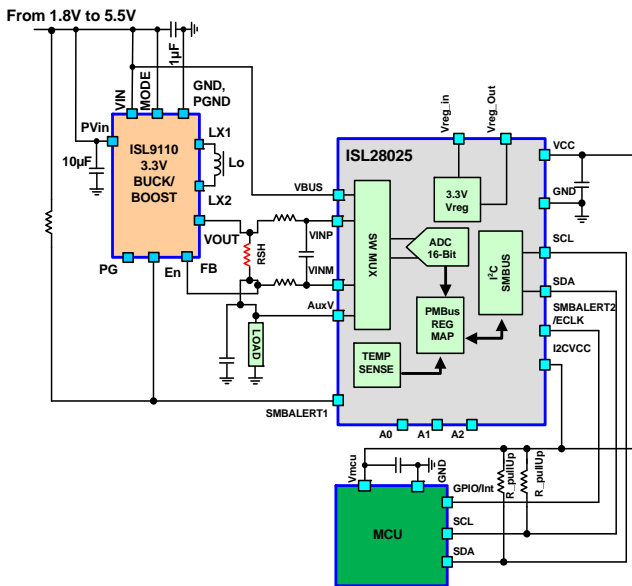 From 1.8V to 5.5V
1µF
GND,
PGND
VIN
MODE
PVin
10µF
ISL9110
3.3V
BUCK/
BOOST
LX1
Lo
LX2
VOUT
PG
En
FB
RSH
LOAD
VBUS
VINP
VINM
AuxV
SMBALERT1
Vreg_in
Vreg_Out
ISL28025
3.3V
Vreg
SW MUX
ADC
16-Bit
I²C
SMBUS
PMBus
REG
MAP
TEMP
SENSE
VCC
GND
SCL
SDA
SMBALERT2
/ECLK
I2CVCC
A0
A1
A2
Vmcu
GND
R_pullUp
R_pullUp
MCU
GPIO/Int
SCL
SDA